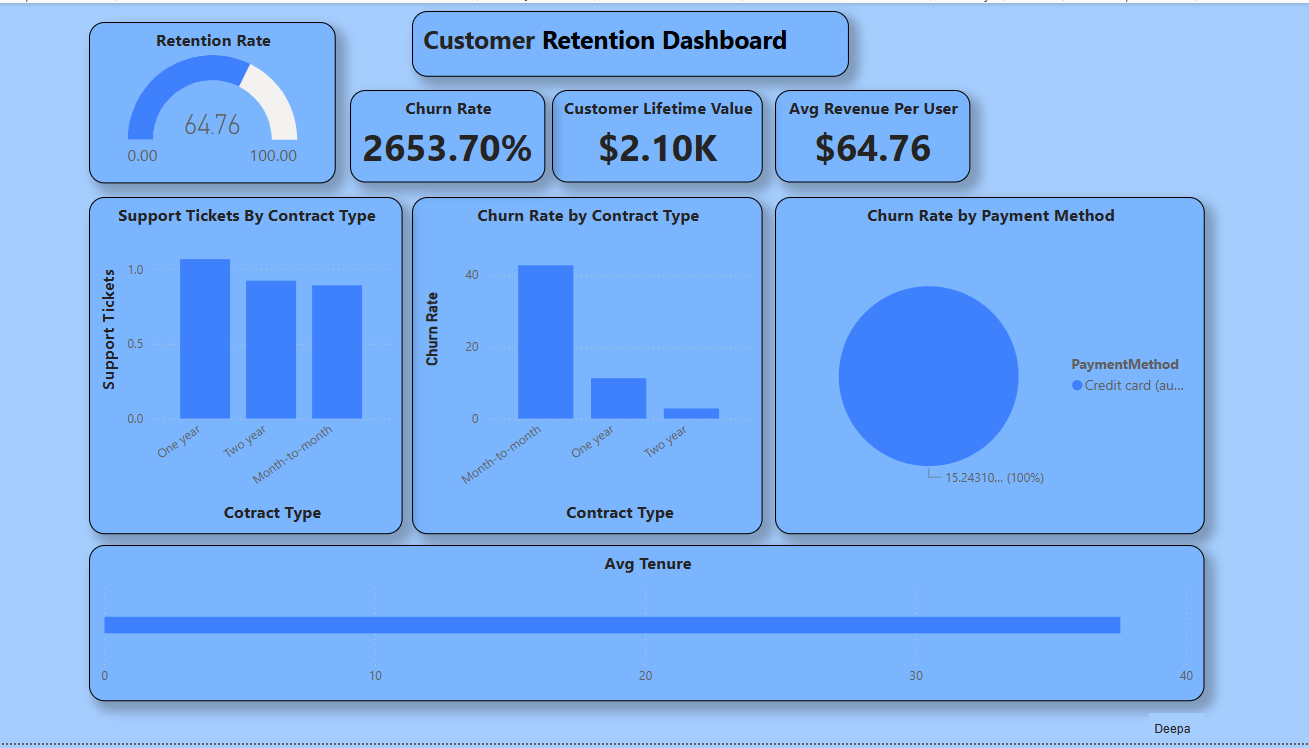 Customer Retention Dashboard
Retention Rate
64.76
0.00
100.00
Churn Rate
2653.70%
Customer Lifetime Value
$2.10K
Avg Revenue Per User
$64.76
Support Tickets By Contract Type
Support Tickets
1.0
0.5
0.0
One year
Two year
Month-to-month
Cotract Type
Churn Rate by Contract Type
Churn Rate
40
20
0
Month-to-month
One year
Two year
Contract Type
Churn Rate by Payment Method
PaymentMethod
Credit card (au...
15.24310... (100%)
Avg Tenure
0
10
20
30
40
Deepa